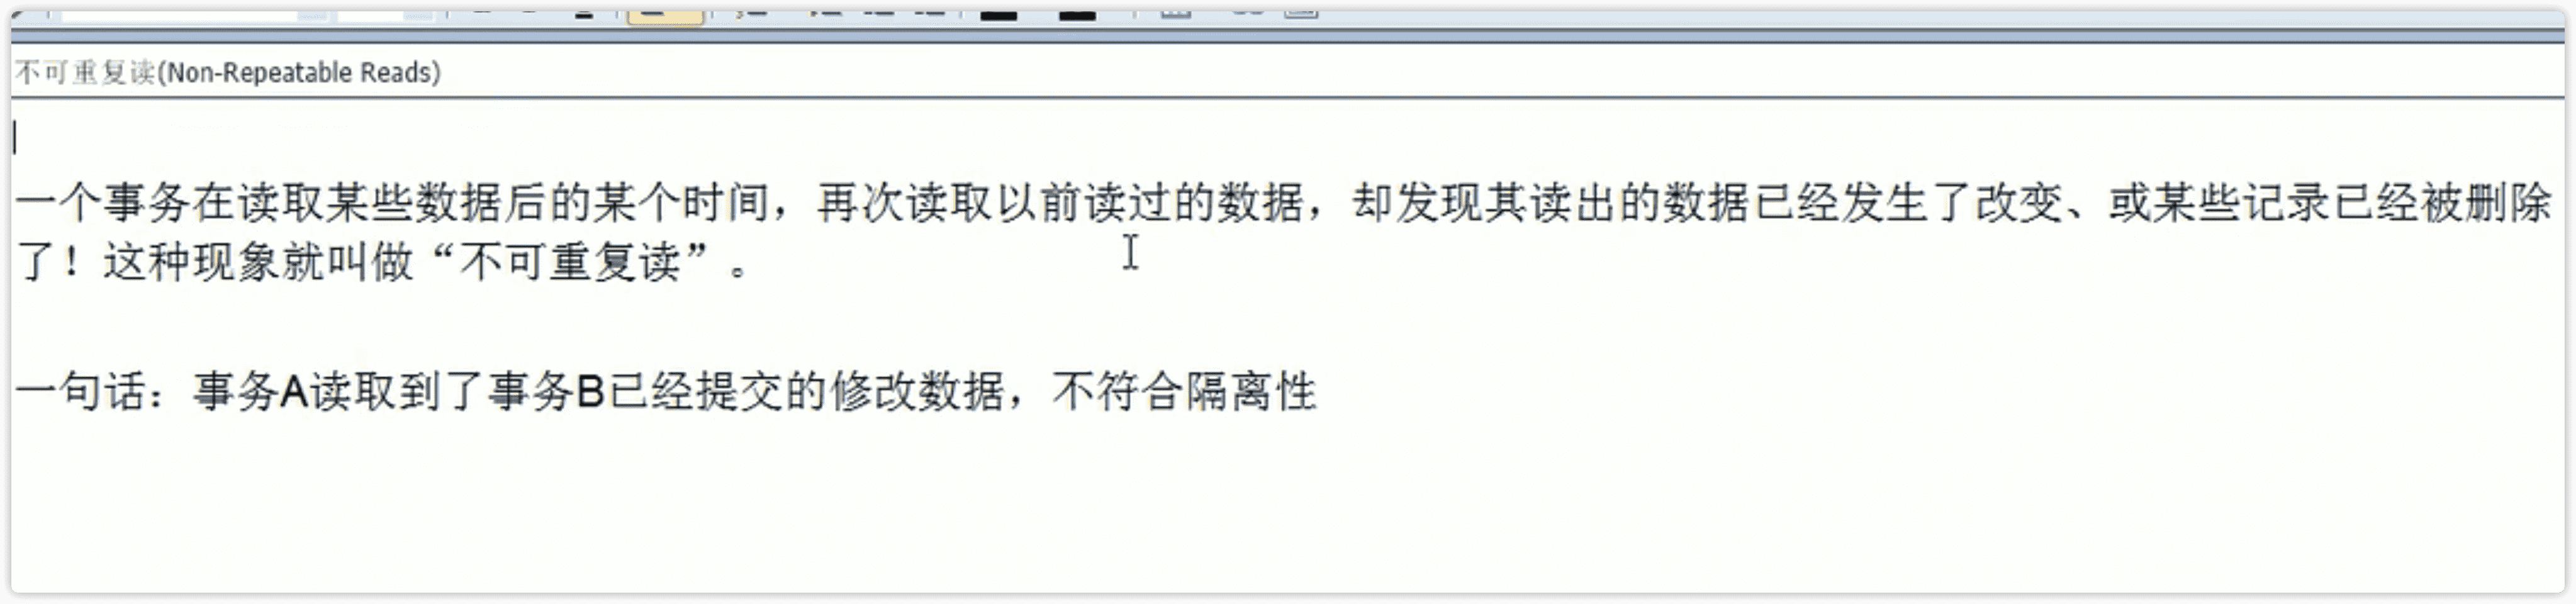 不可重复读(Non-Repeatable Reads)
一个事务在读取某些数据后的某个时间，再次读取以前读过的数据，却发现其读出的数据已经发生了改变、或某些记录已经被删除
了！这种现象就叫做“不可重复读”。
一句话：事务A读取到了事务B已经提交的修改数据，不符合隔离性